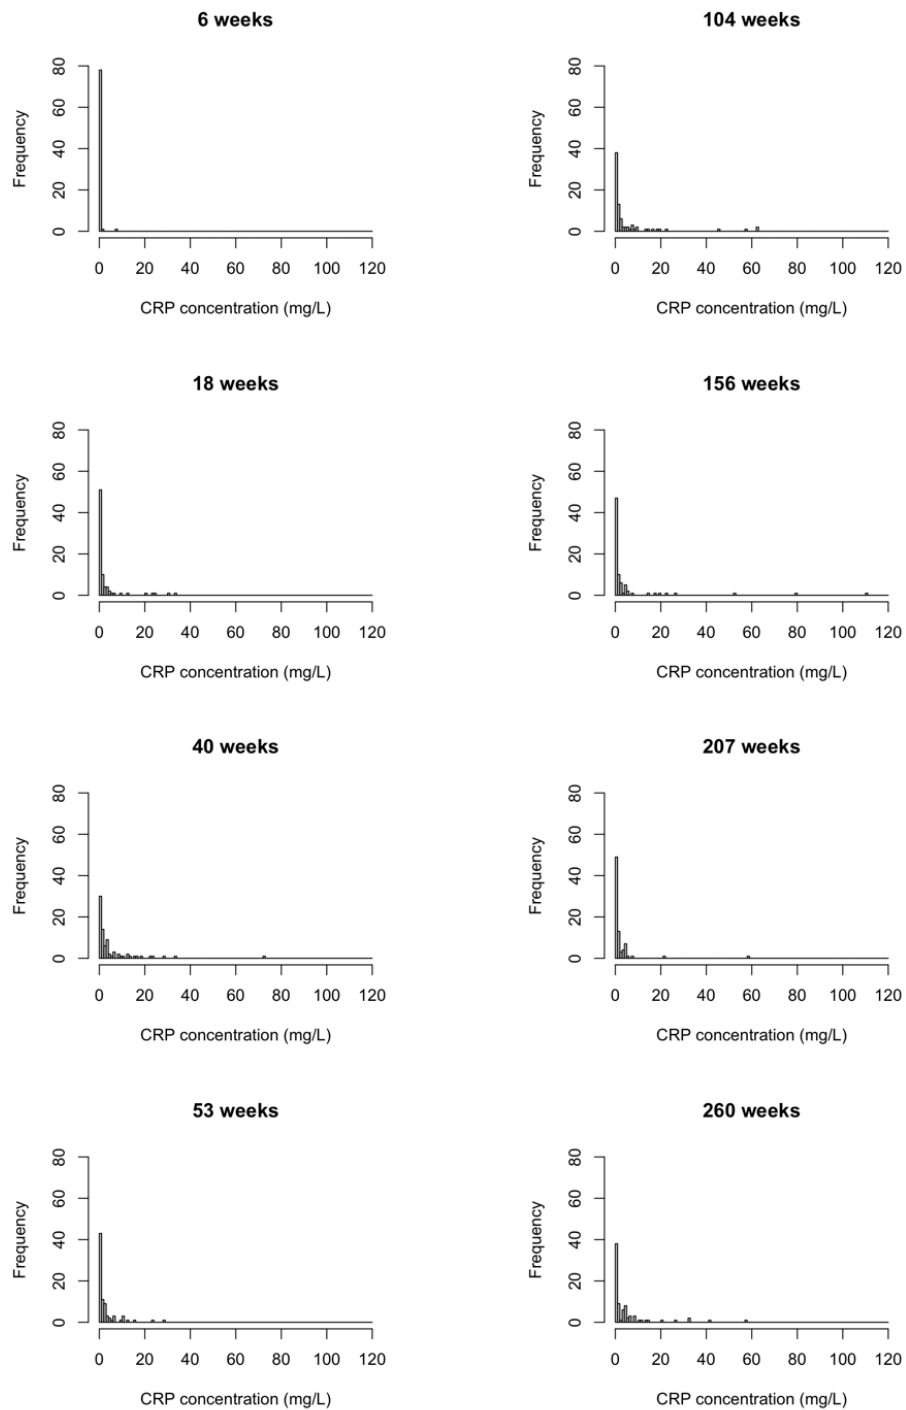 6 weeks
Frequency
0 20 40 60 80
0 20 40 60 80 100 120
CRP concentration (mg/L)
104 weeks
Frequency
0 20 40 60 80
0 20 40 60 80 100 120
CRP concentration (mg/L)
18 weeks
Frequency
0 20 40 60 80
0 20 40 60 80 100 120
CRP concentration (mg/L)
156 weeks
Frequency
0 20 40 60 80
0 20 40 60 80 100 120
CRP concentration (mg/L)
40 weeks
Frequency
0 20 40 60 80
0 20 40 60 80 100 120
CRP concentration (mg/L)
207 weeks
Frequency
0 20 40 60 80
0 20 40 60 80 100 120
CRP concentration (mg/L)
53 weeks
Frequency
0 20 40 60 80
0 20 40 60 80 100 120
CRP concentration (mg/L)
260 weeks
Frequency
0 20 40 60 80
0 20 40 60 80 100 120
CRP concentration (mg/L)